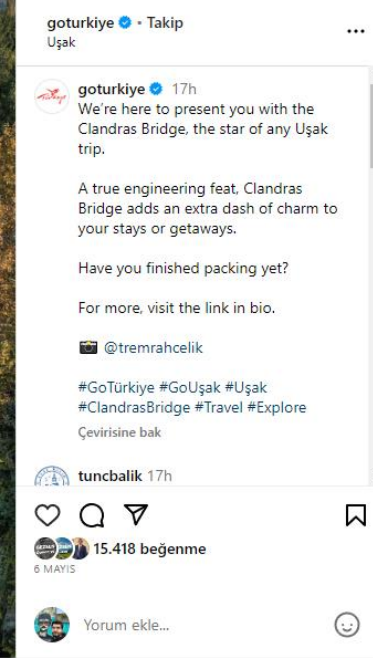 goturkiye • Takip
Uşak
goturkiye 17h
We're here to present you with the
Clandras Bridge, the star of any Uşak
trip.
A true engineering feat, Clandras
Bridge adds an extra dash of charm to
your stays or getaways.
Have you finished packing yet?
For more, visit the link in bio.
📷 @tremrahcelik
#GoTürkiye #GoUşak #Uşak
#ClandrasBridge #Travel #Explore
Çevirisine bak
tuncbalik 17h
15.418 beğenme
6 MAYIS
Yorum ekle...